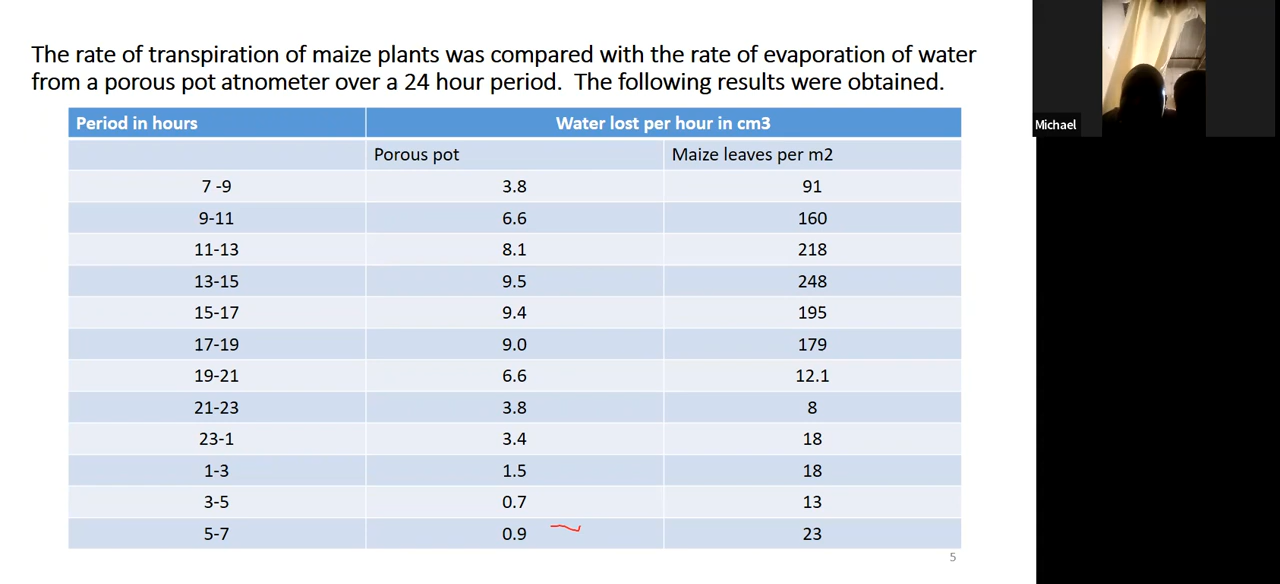 The rate of transpiration of maize plants was compared with the rate of evaporation of water
from a porous pot atnometer over a 24 hour period.  The following results were obtained.
Period in hours Water lost per hour in cm3
Porous pot Maize leaves per m2
7 -9 3.8 91
9-11 6.6 160
11-13 8.1 218
13-15 9.5 248
15-17 9.4 195
17-19 9.0 179
19-21 6.6 12.1
21-23 3.8 8
23-1 3.4 18
1-3 1.5 18
3-5 0.7 13
5-7 0.9 23
5
Michael